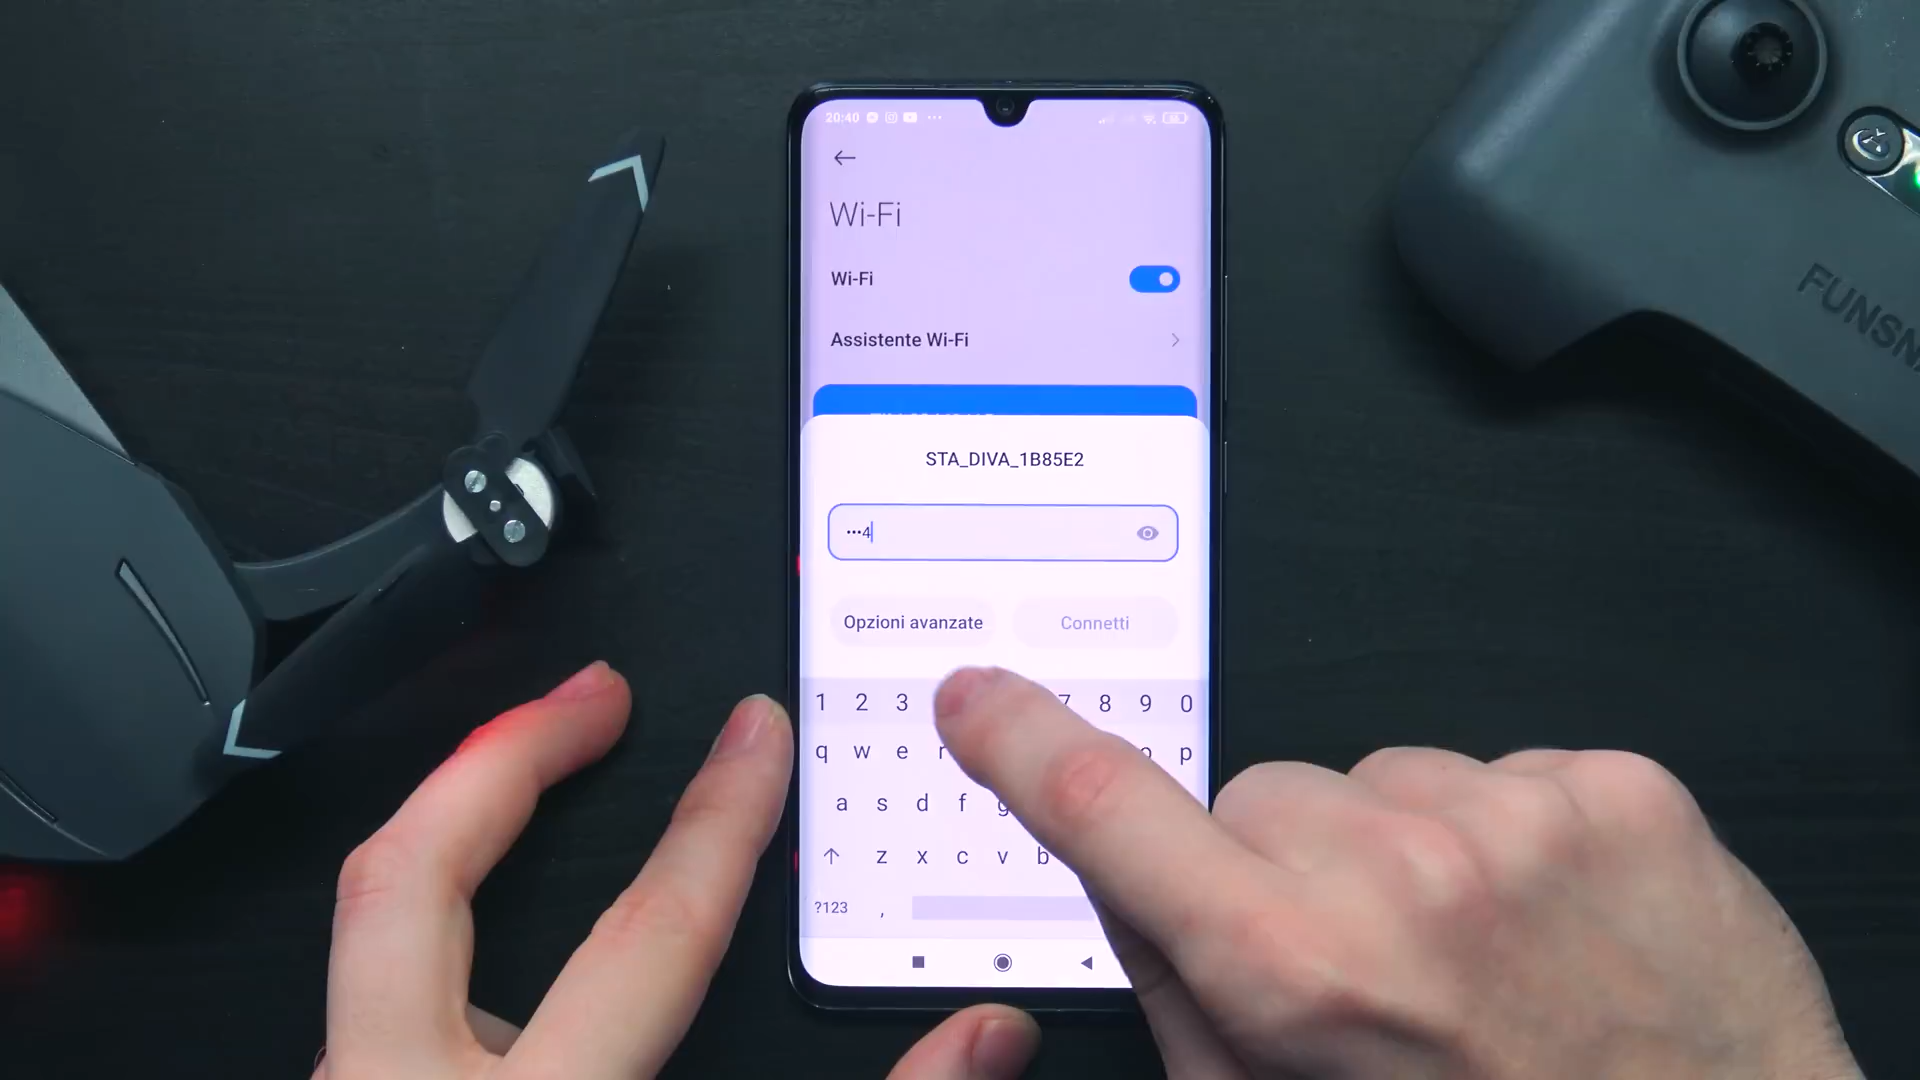 20:40
Wi-Fi
Wi-Fi
Assistente Wi-Fi
STA_DIVA_1B85E2
•••4
Opzioni avanzate
Connetti
1 2 3 7 8 9 0
q w e r o p
a s d f g
z x c v b
?123 ,
FUNSN